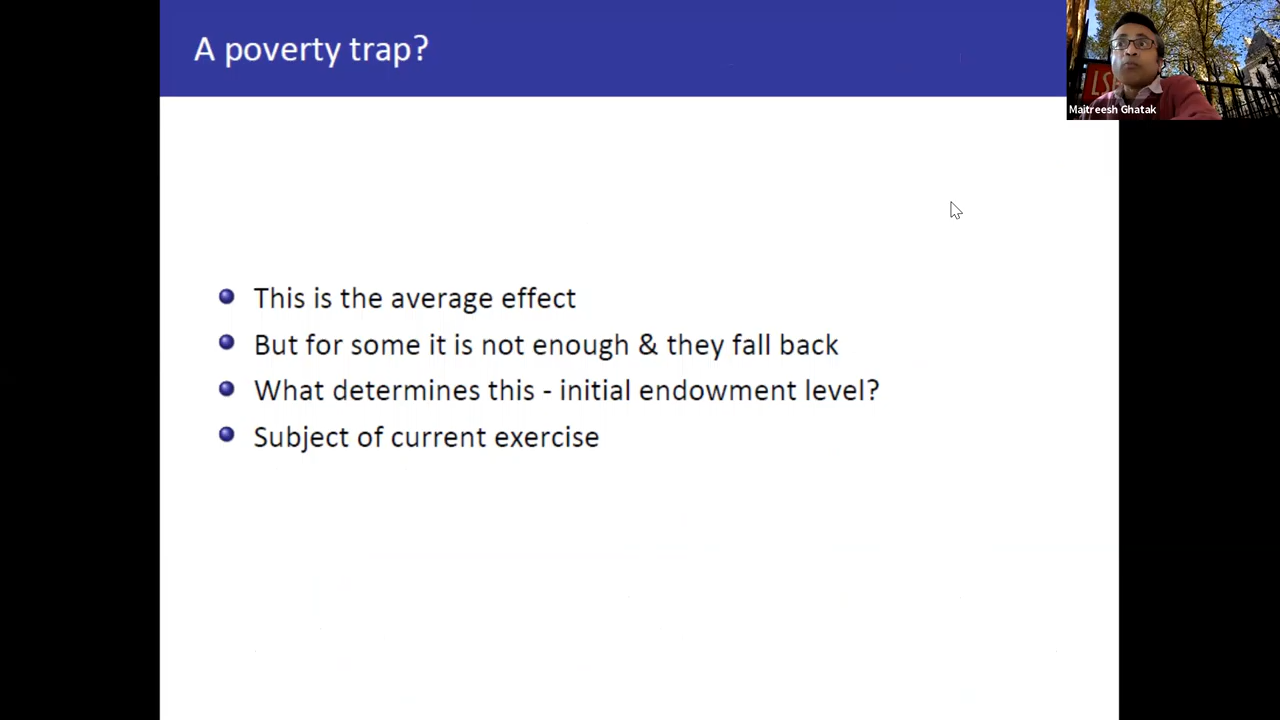 A poverty trap?
LSE
Maitreesh Ghatak
This is the average effect
But for some it is not enough & they fall back
What determines this - initial endowment level?
Subject of current exercise